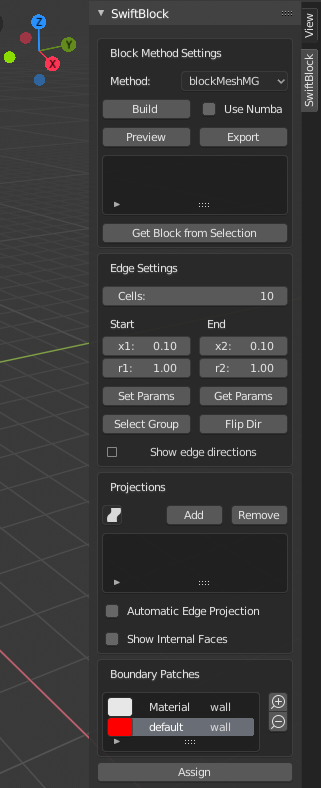 SwiftBlock
Z
Y
X
View
SwiftBlock
Block Method Settings
Method: blockMeshMG
Build Use Numba
Preview Export
Get Block from Selection
Edge Settings
Cells: 10
Start End
x1: 0.10 x2: 0.10
r1: 1.00 r2: 1.00
Set Params Get Params
Select Group Flip Dir
Show edge directions
Projections
Add Remove
Automatic Edge Projection
Show Internal Faces
Boundary Patches
Material wall
default wall
Assign